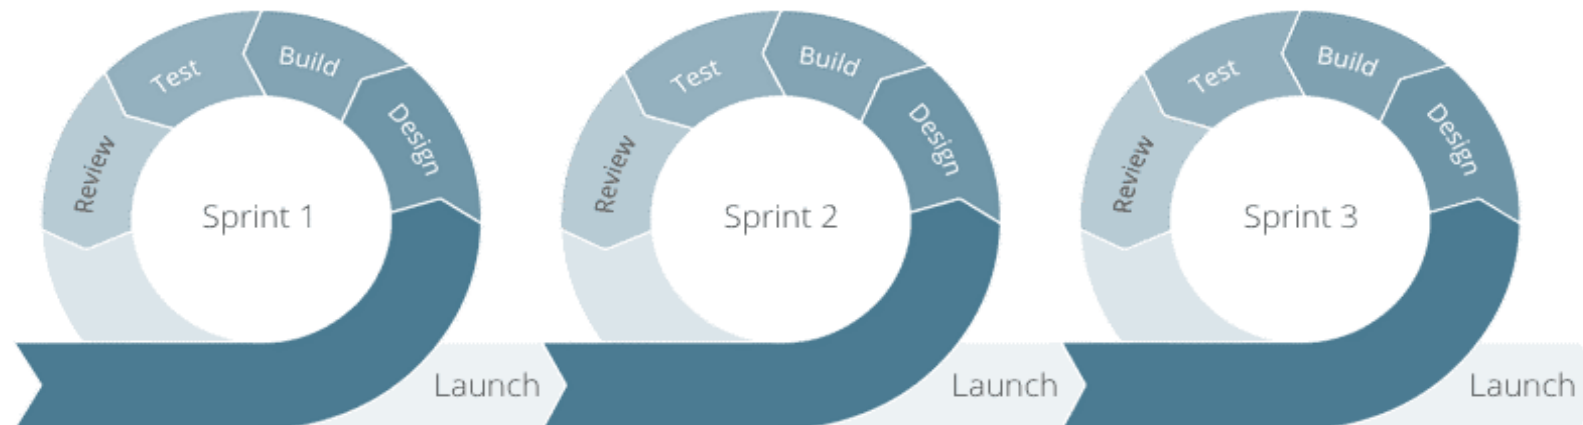 Design
Build
Test
Review
Sprint 1
Launch
Design
Build
Test
Review
Sprint 2
Launch
Design
Build
Test
Review
Sprint 3
Launch